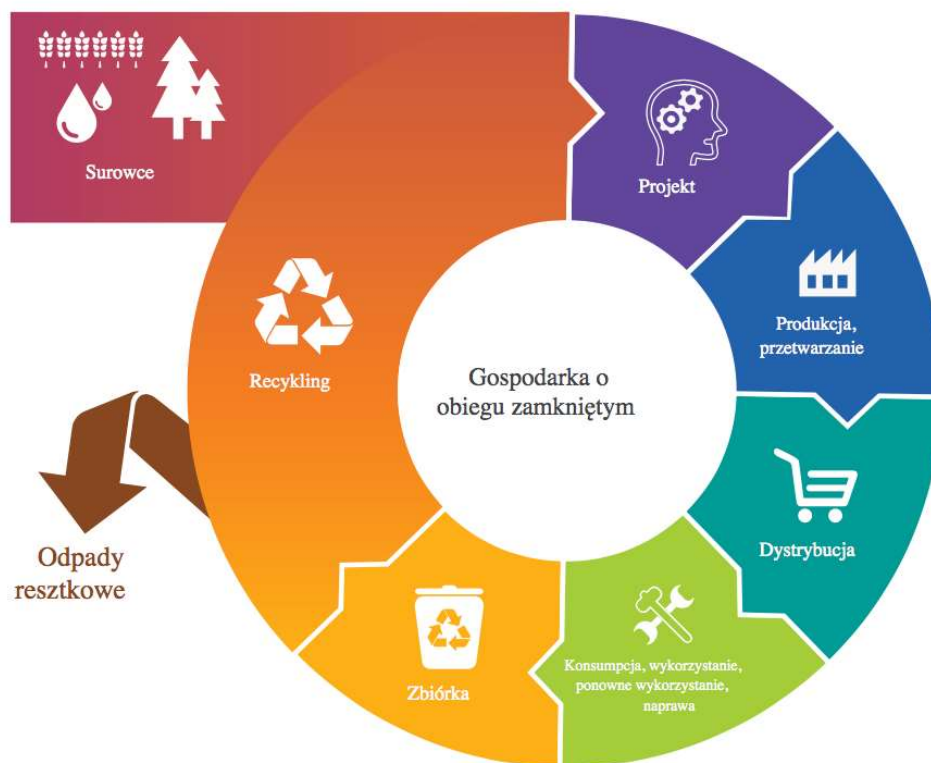 Surowce
Projekt
Produkcja,
przetwarzanie
Dystrybucja
Konsumpcja, wykorzystanie,
ponowne wykorzystanie,
naprawa
Zbiórka
Recykling
Odpady
resztkowe
Gospodarka o
obiegu zamkniętym